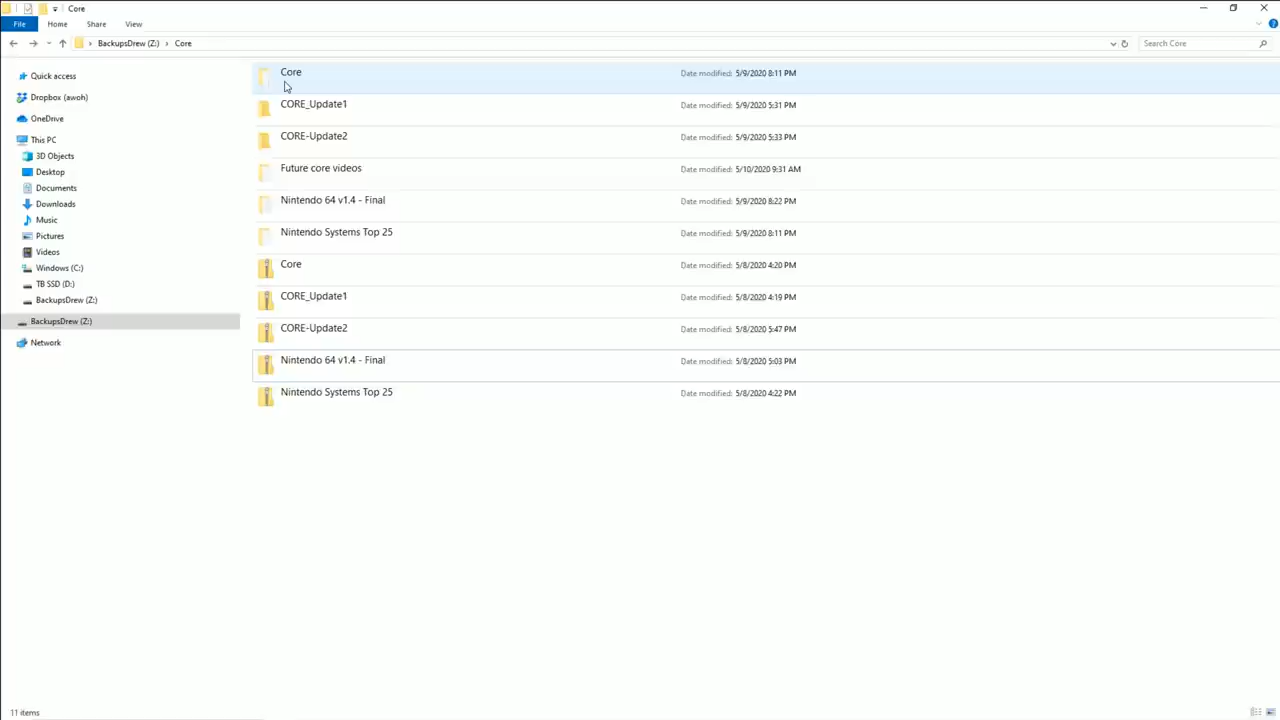 Core
File Home Share View
BackupsDrew (Z:) Core Search Core
Quick access
Dropbox (awoh)
OneDrive
This PC
3D Objects
Desktop
Documents
Downloads
Music
Pictures
Videos
Windows (C:)
TB SSD (D:)
BackupsDrew (Z:)
BackupsDrew (Z:)
Network
Core Date modified: 5/9/2020 8:11 PM
CORE_Update1 Date modified: 5/9/2020 5:31 PM
CORE-Update2 Date modified: 5/9/2020 5:33 PM
Future core videos Date modified: 5/10/2020 9:31 AM
Nintendo 64 v1.4 - Final Date modified: 5/9/2020 8:22 PM
Nintendo Systems Top 25 Date modified: 5/9/2020 8:11 PM
Core Date modified: 5/8/2020 4:20 PM
CORE_Update1 Date modified: 5/8/2020 4:19 PM
CORE-Update2 Date modified: 5/8/2020 5:47 PM
Nintendo 64 v1.4 - Final Date modified: 5/8/2020 5:03 PM
Nintendo Systems Top 25 Date modified: 5/8/2020 4:22 PM
11 items